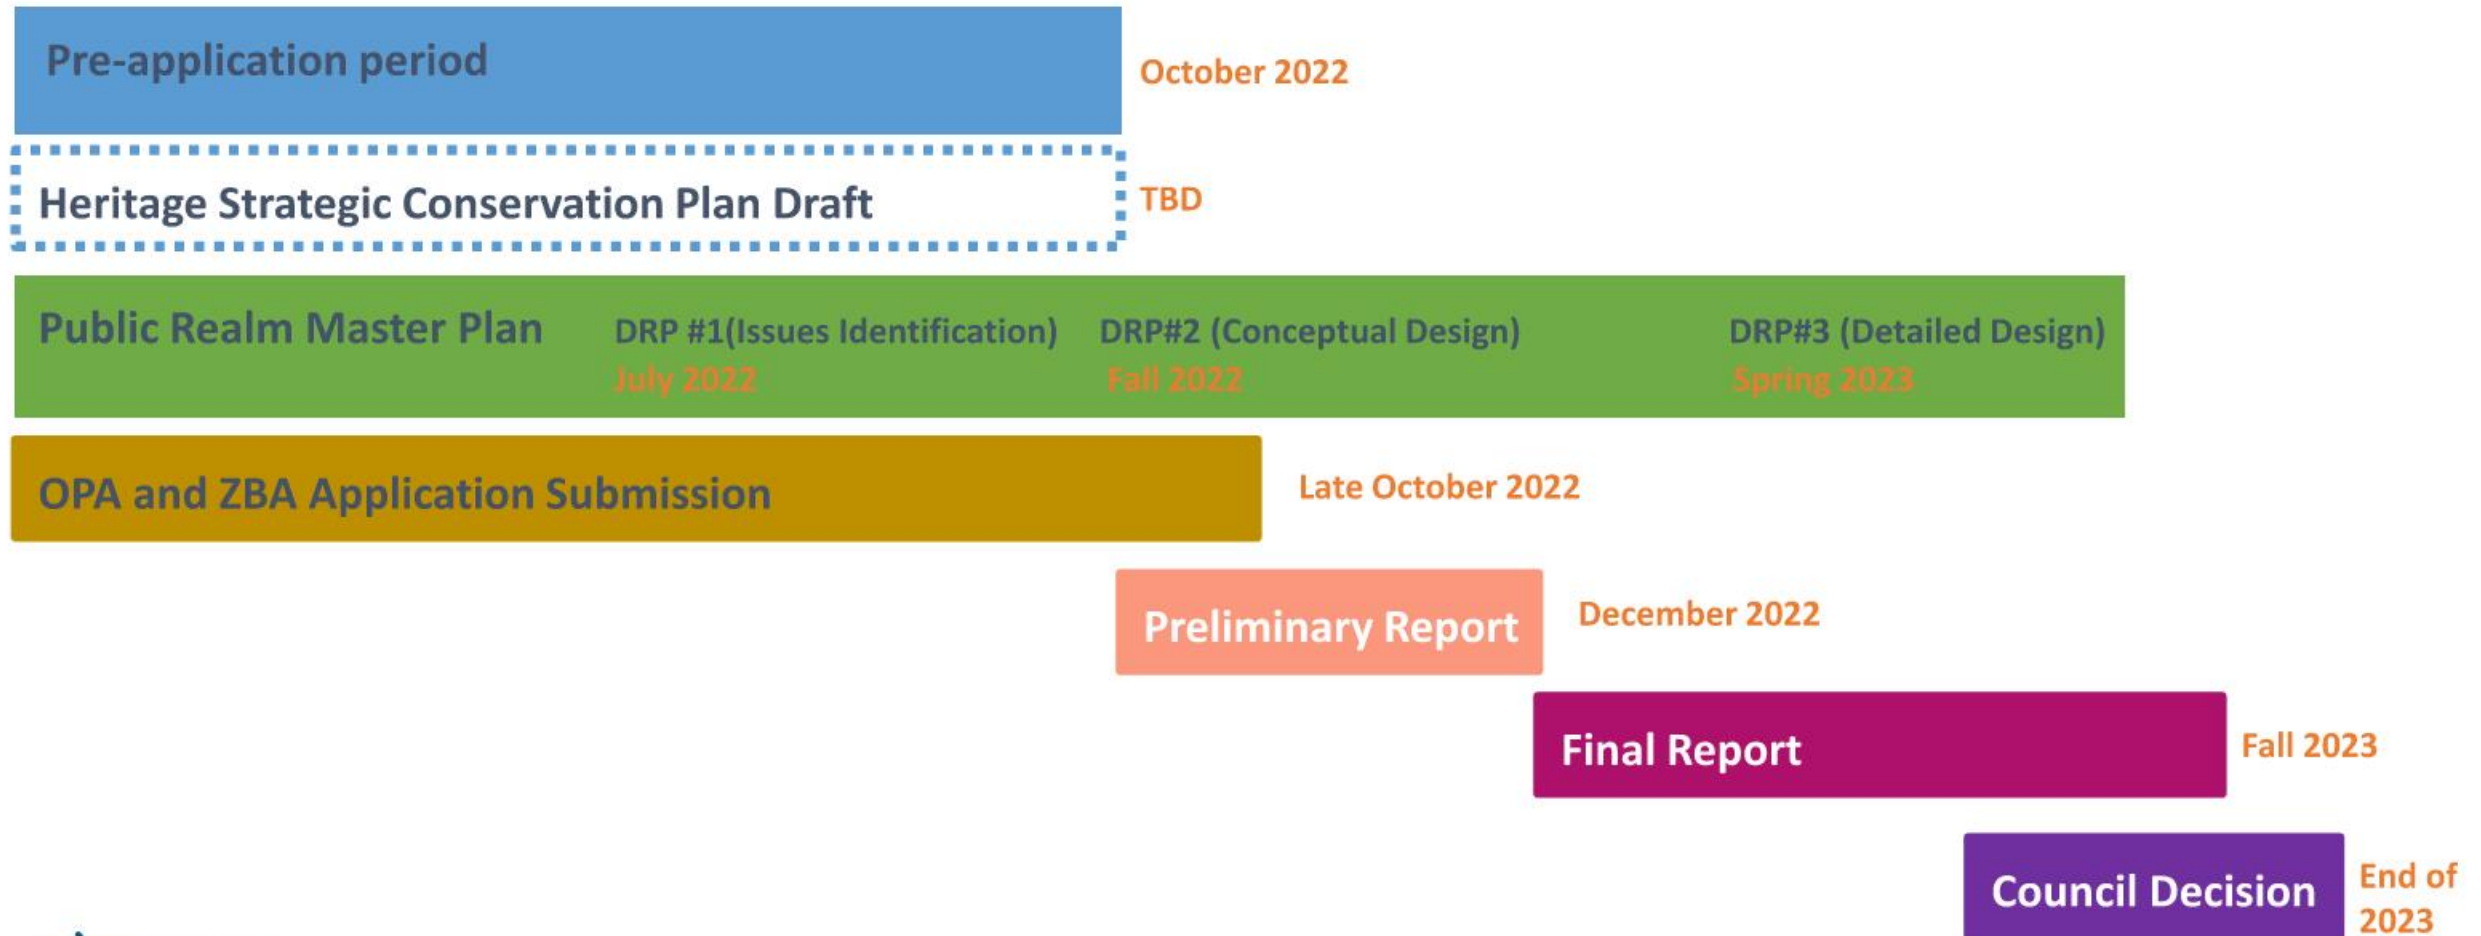 Pre-application period
October 2022
Heritage Strategic Conservation Plan Draft
TBD
Public Realm Master Plan
DRP #1(Issues Identification)
July 2022
DRP#2 (Conceptual Design)
Fall 2022
DRP#3 (Detailed Design)
Spring 2023
OPA and ZBA Application Submission
Late October 2022
Preliminary Report
December 2022
Final Report
Fall 2023
Council Decision
End of
2023